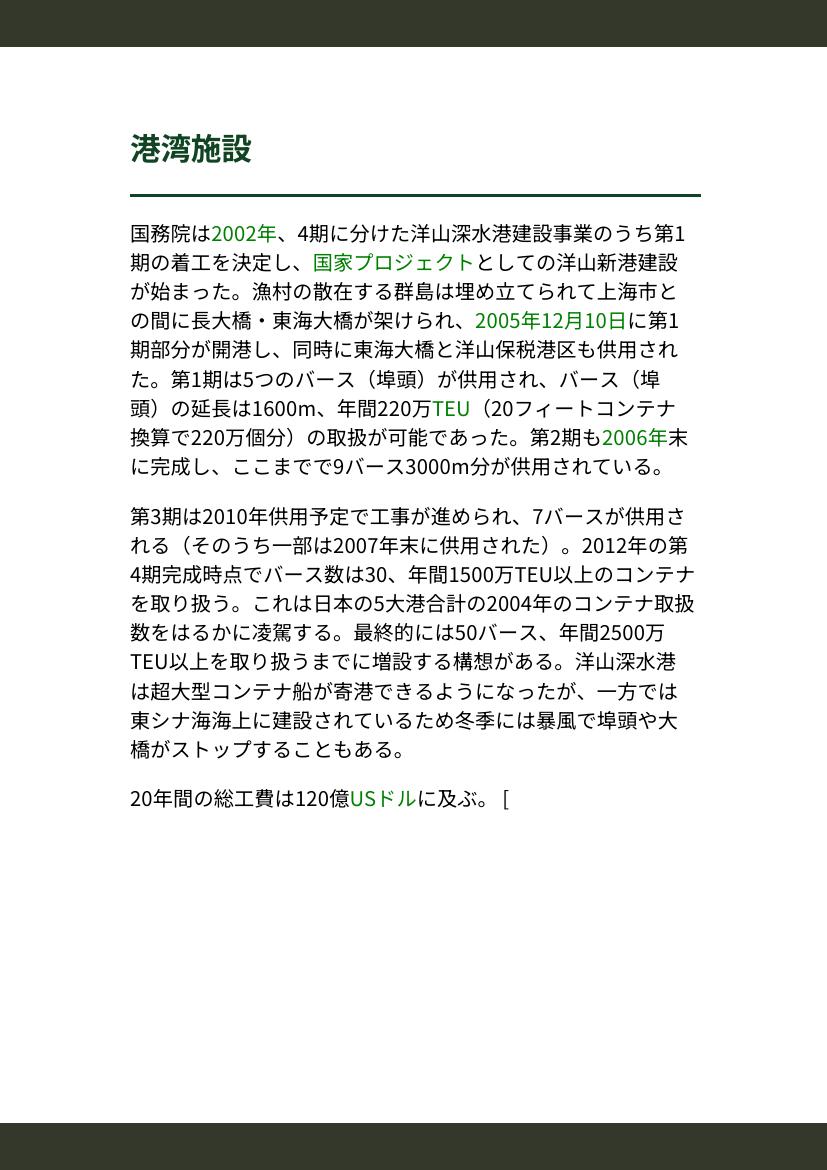 港湾施設
国務院は2002年、4期に分けた洋山深水港建設事業のうち第1
期の着工を決定し、国家プロジェクトとしての洋山新港建設
が始まった。漁村の散在する群島は埋め立てられて上海市と
の間に長大橋・東海大橋が架けられ、2005年12月10日に第1
期部分が開港し、同時に東海大橋と洋山保税港区も供用され
た。第1期は5つのバース（埠頭）が供用され、バース（埠
頭）の延長は1600m、年間220万TEU（20フィートコンテナ
換算で220万個分）の取扱が可能であった。第2期も2006年末
に完成し、ここまでで9バース3000m分が供用されている。
第3期は2010年供用予定で工事が進められ、7バースが供用さ
れる（そのうち一部は2007年末に供用された）。2012年の第
4期完成時点でバース数は30、年間1500万TEU以上のコンテナ
を取り扱う。これは日本の5大港合計の2004年のコンテナ取扱
数をはるかに凌駕する。最終的には50バース、年間2500万
TEU以上を取り扱うまでに増設する構想がある。洋山深水港
は超大型コンテナ船が寄港できるようになったが、一方では
東シナ海海上に建設されているため冬季には暴風で埠頭や大
橋がストップすることもある。
20年間の総工費は120億USドルに及ぶ。 [